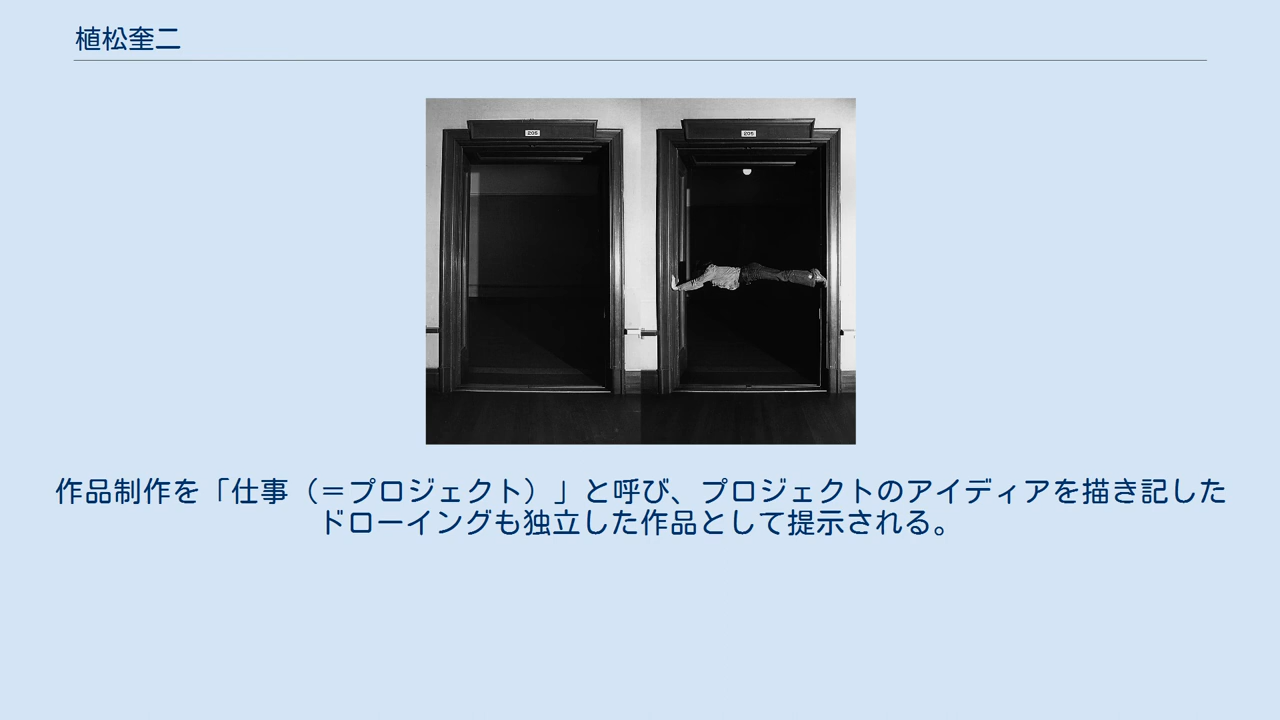 植松奎二
205
205
作品制作を「仕事（＝プロジェクト）」と呼び、プロジェクトのアイディアを描き記した
ドローイングも独立した作品として提示される。